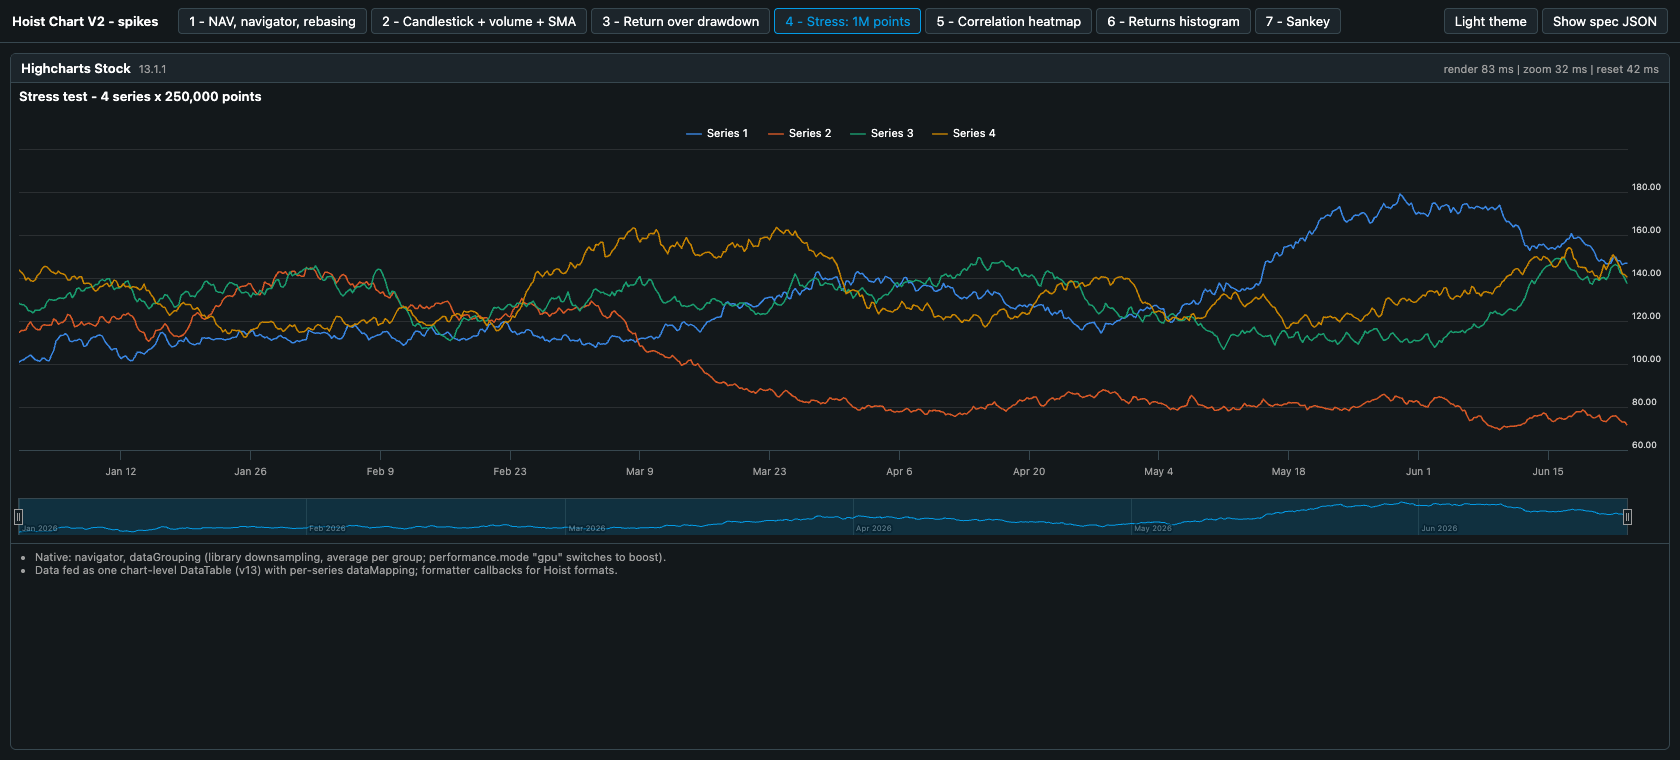 Hoist Chart V2 - spikes
1 - NAV, navigator, rebasing
2 - Candlestick + volume + SMA
3 - Return over drawdown
4 - Stress: 1M points
5 - Correlation heatmap
6 - Returns histogram
7 - Sankey
Light theme
Show spec JSON
Highcharts Stock 13.1.1
render 83 ms | zoom 32 ms | reset 42 ms
Stress test - 4 series x 250,000 points
Series 1 Series 2 Series 3 Series 4
180.00
160.00
140.00
120.00
100.00
80.00
60.00
Jan 12 Jan 26 Feb 9 Feb 23 Mar 9 Mar 23 Apr 6 Apr 20 May 4 May 18 Jun 1 Jun 15
Jan 2026 Feb 2026 Mar 2026 Apr 2026 May 2026 Jun 2026
• Native: navigator, dataGrouping (library downsampling, average per group; performance.mode "gpu" switches to boost).
• Data fed as one chart-level DataTable (v13) with per-series dataMapping; formatter callbacks for Hoist formats.